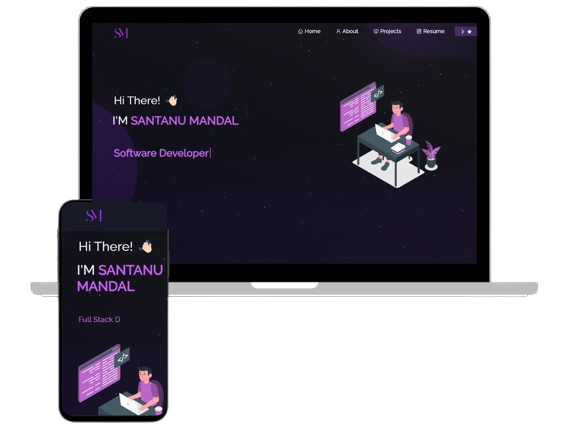 SM
Home
About
Projects
Resume
Hi There!
I'M SANTANU MANDAL
Software Developer
</>
SM
Hi There!
I'M SANTANU
MANDAL
Full Stack D
</>